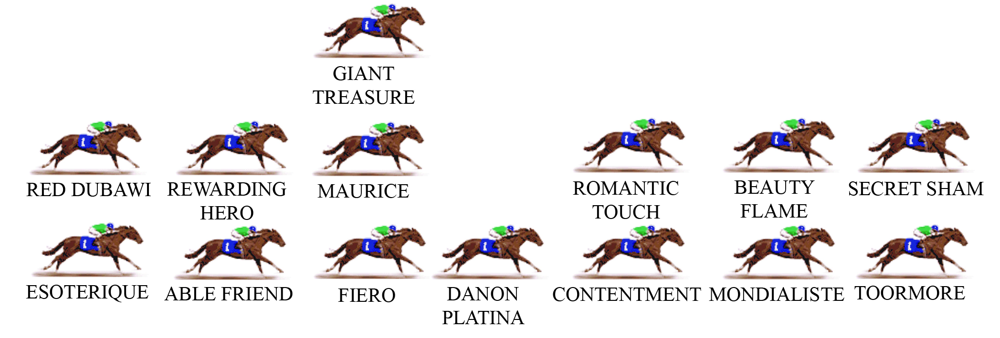 GIANT
TREASURE
RED DUBAWI
REWARDING
HERO
MAURICE
ROMANTIC
TOUCH
BEAUTY
FLAME
SECRET SHAM
ESOTERIQUE
ABLE FRIEND
FIERO
DANON
PLATINA
CONTENTMENT
MONDIALISTE
TOORMORE